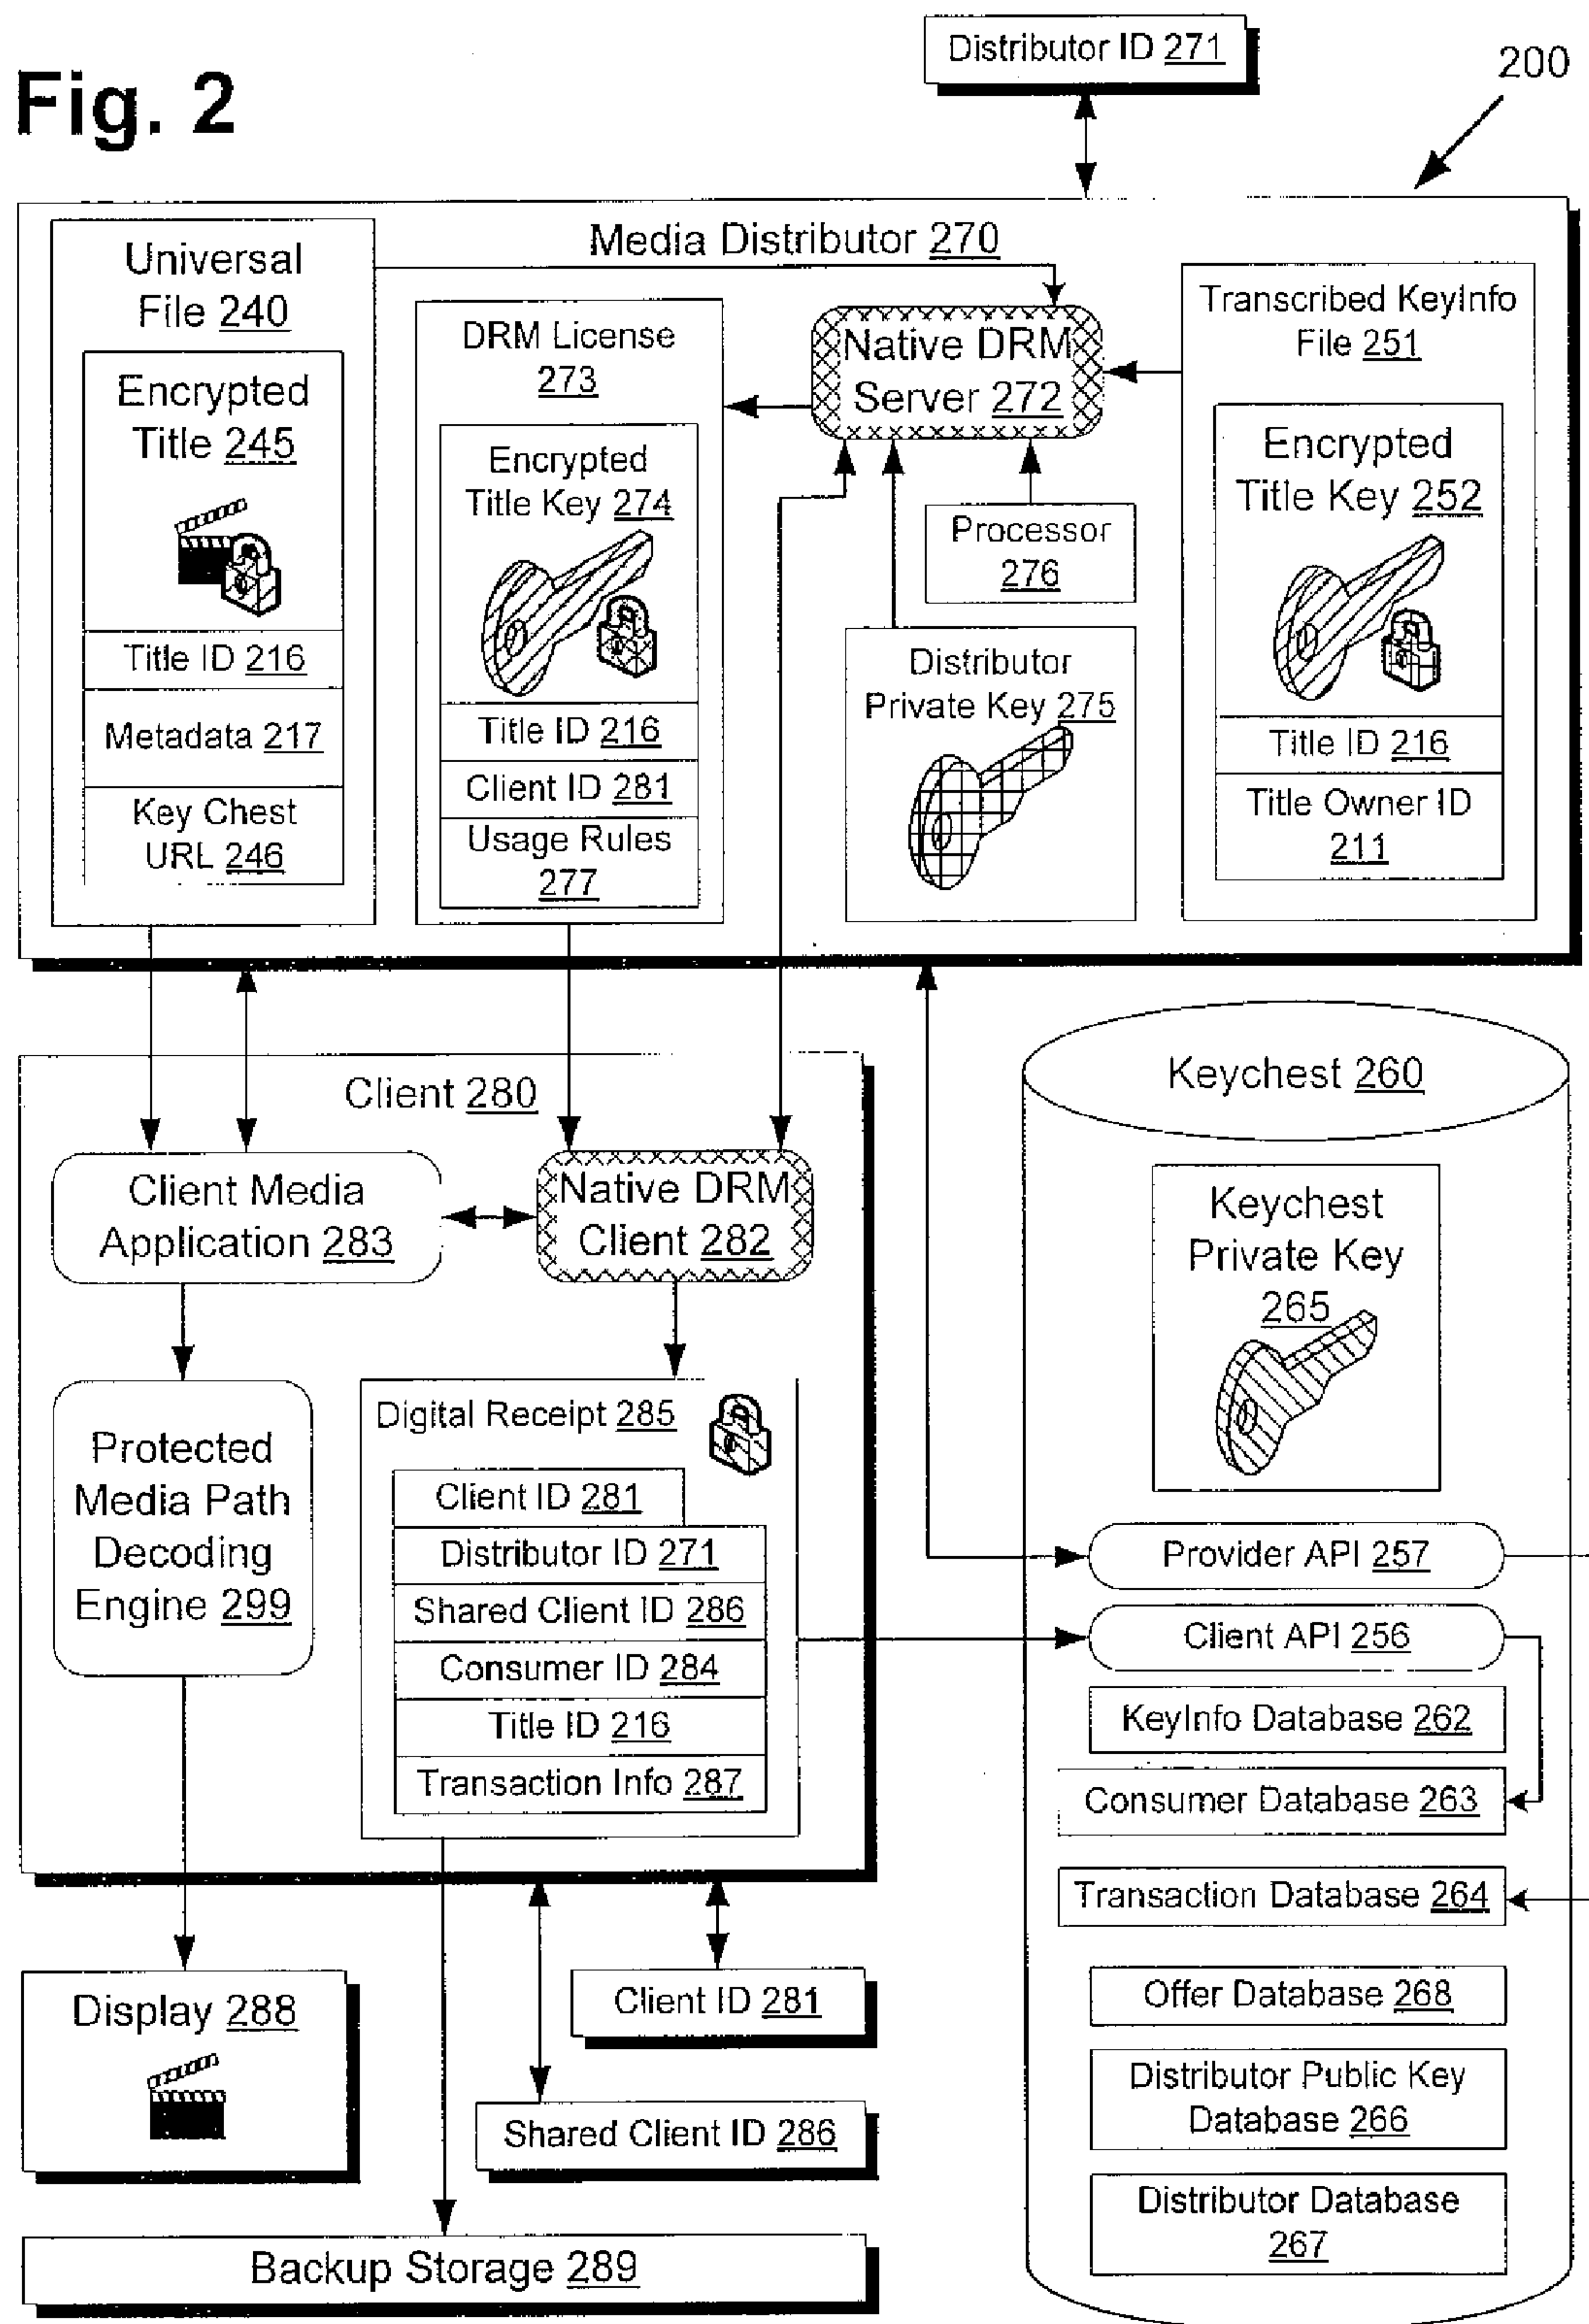 Fig. 2
Distributor ID 271
200
Media Distributor 270
Universal
File 240
Encrypted
Title 245
Title ID 216
Metadata 217
Key Chest
URL 246
DRM License
273
Encrypted
Title Key 274
Title ID 216
Client ID 281
Usage Rules
277
Native DRM
Server 272
Processor
276
Distributor
Private Key 275
Transcribed KeyInfo
File 251
Encrypted
Title Key 252
Title ID 216
Title Owner ID
211
Client 280
Client Media
Application 283
Native DRM
Client 282
Protected
Media Path
Decoding
Engine 299
Digital Receipt 285
D
Client ID 281
Distributor ID 271
Shared Client ID 286
Consumer ID 284
Title ID 216
Transaction Info 287
Display 288
Client ID 281
Shared Client ID 286
Backup Storage 289
Keychest 260
Keychest
Private Key
265
Provider API 257
Client API 256
KeyInfo Database 262
Consumer Database 263
Transaction Database 264
Offer Database 268
Distributor Public Key
Database 266
Distributor Database
267